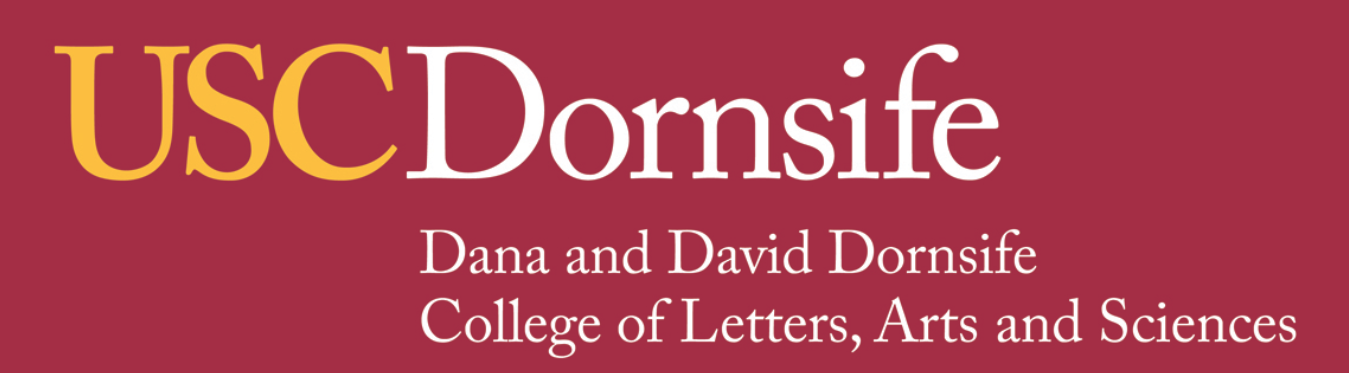 USCDornsife
Dana and David Dornsife
College of Letters, Arts and Sciences